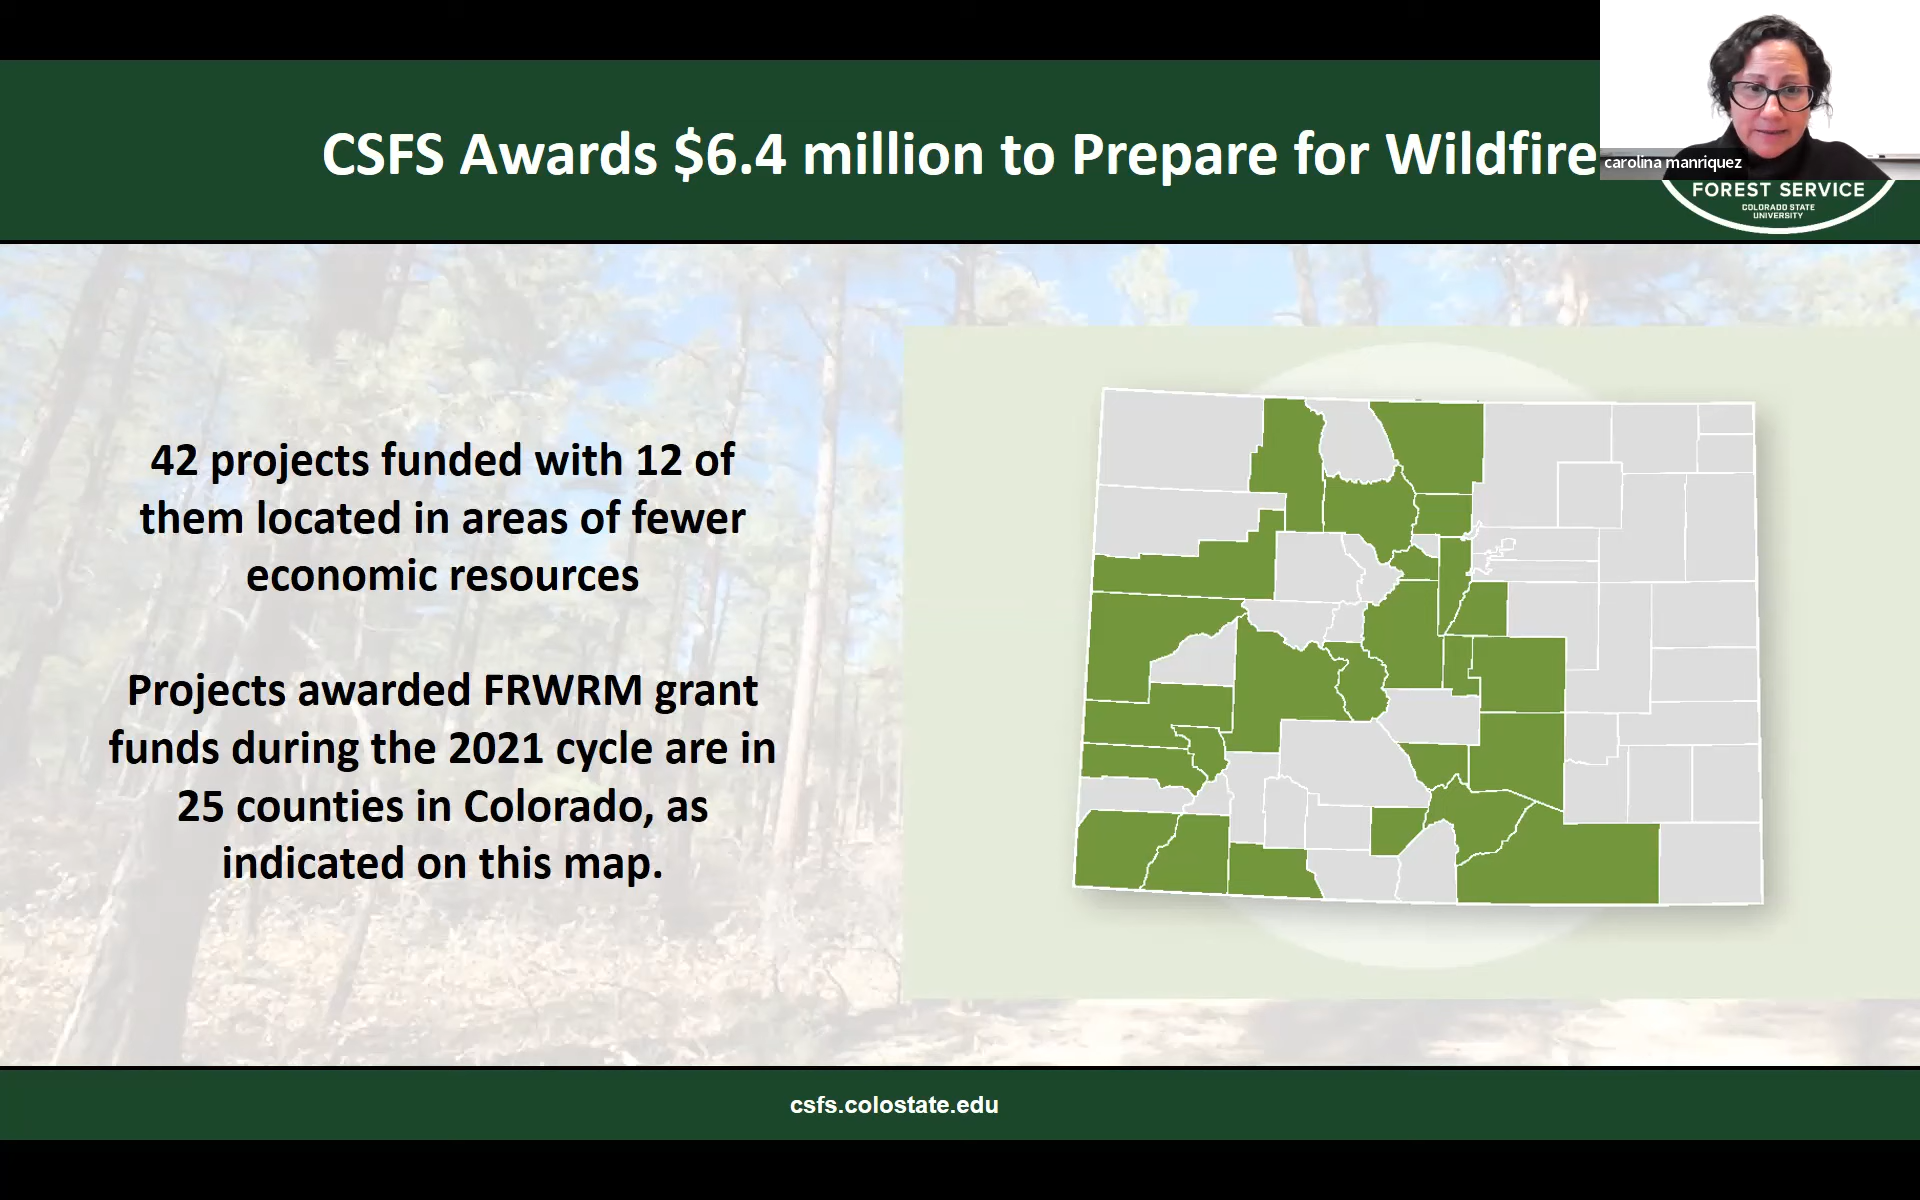 CSFS Awards $6.4 million to Prepare for Wildfire
carolina manriquez
FOREST SERVICE
COLORADO STATE
UNIVERSITY
42 projects funded with 12 of
them located in areas of fewer
economic resources
Projects awarded FRWRM grant
funds during the 2021 cycle are in
25 counties in Colorado, as
indicated on this map.
csfs.colostate.edu